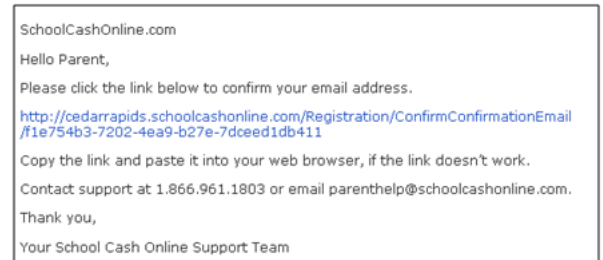 SchoolCashOnline.com
Hello Parent,
Please click the link below to confirm your email address.
http://cedarrapids.schoolcashonline.com/Registration/ConfirmConfirmationEmail
/f1e754b3-7202-4ea9-b27e-7dceed1db411
Copy the link and paste it into your web browser, if the link doesn't work.
Contact support at 1.866.961.1803 or email parenthelp@schoolcashonline.com.
Thank you,
Your School Cash Online Support Team